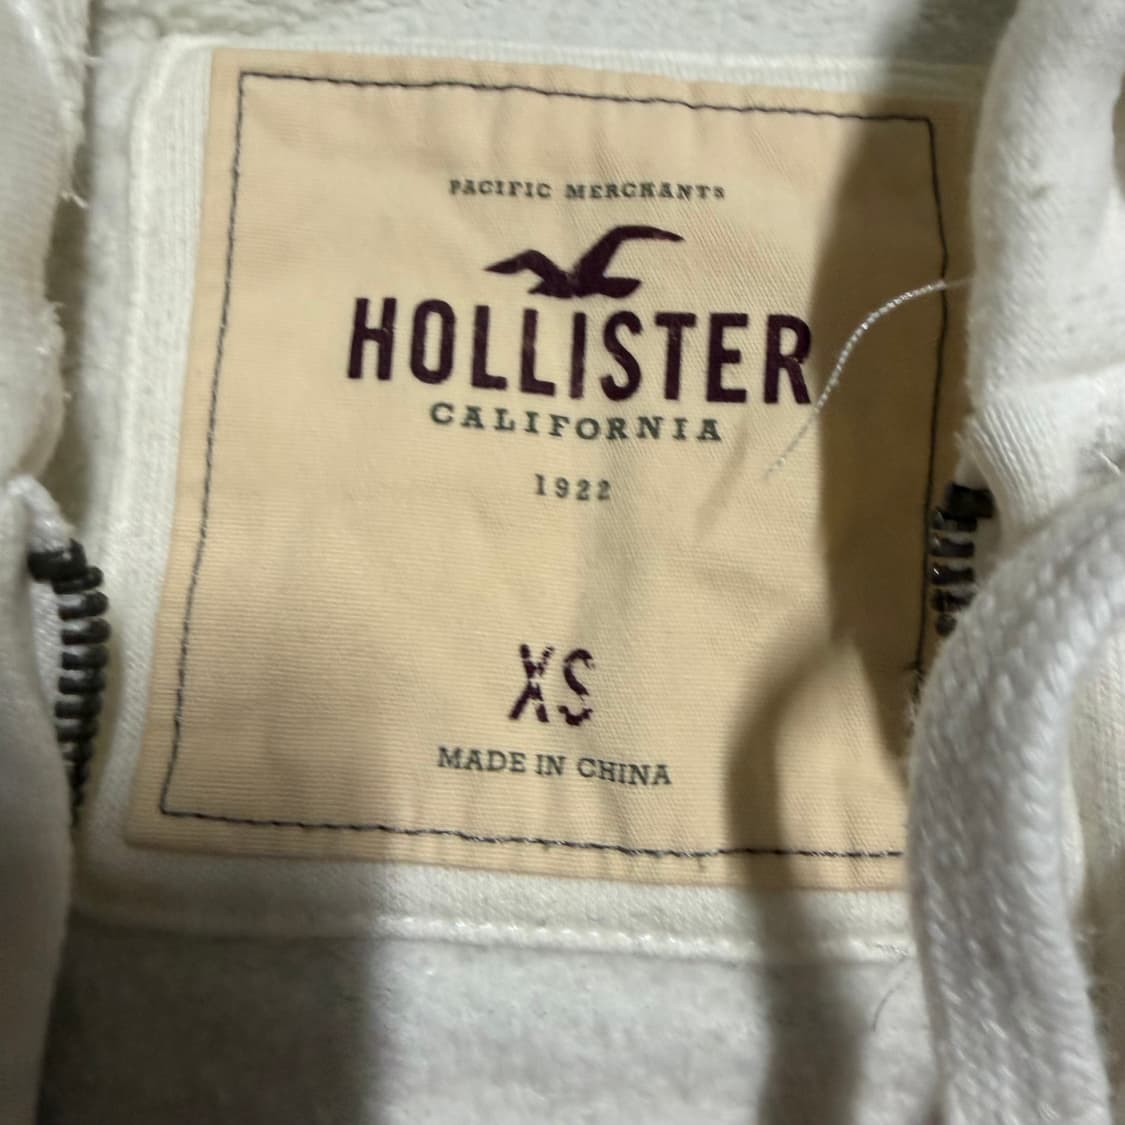 PACIFIC MERCHANTS
HOLLISTER
CALIFORNIA
1922
XS
MADE IN CHINA